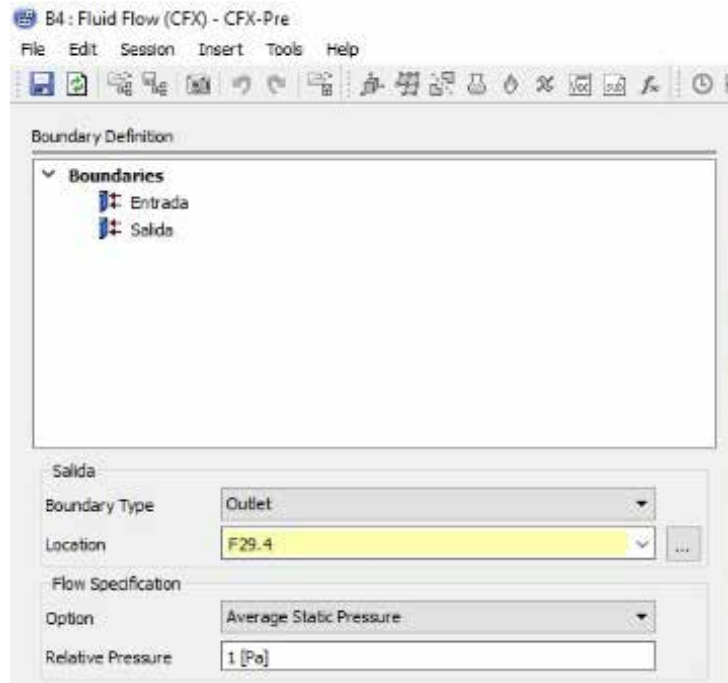 B4 : Fluid Flow (CFX) - CFX-Pre
File Edit Session Insert Tools Help
Boundary Definition
Boundaries
Entrada
Salida
Salida
Boundary Type Outlet
Location F29.4 ...
Flow Specification
Option Average Static Pressure
Relative Pressure 1 [Pa]